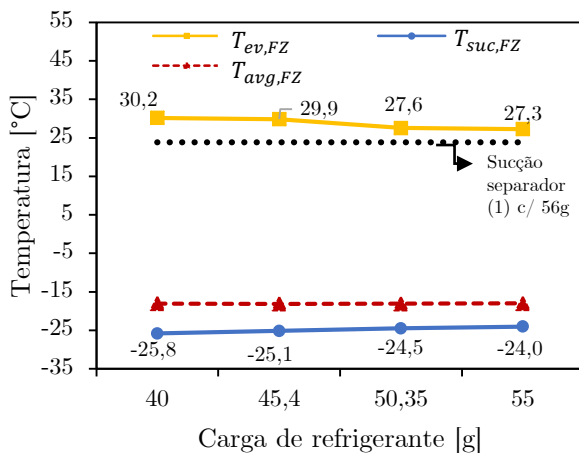 T_ev,FZ
T_suc,FZ
T_avg,FZ
Temperatura [°C]
55
45
35
25
15
5
-5
-15
-25
-35
30,2
29,9
27,6
27,3
Sucção
separador
(1) c/ 56g
-25,8
-25,1
-24,5
-24,0
40
45,4
50,35
55
Carga de refrigerante [g]